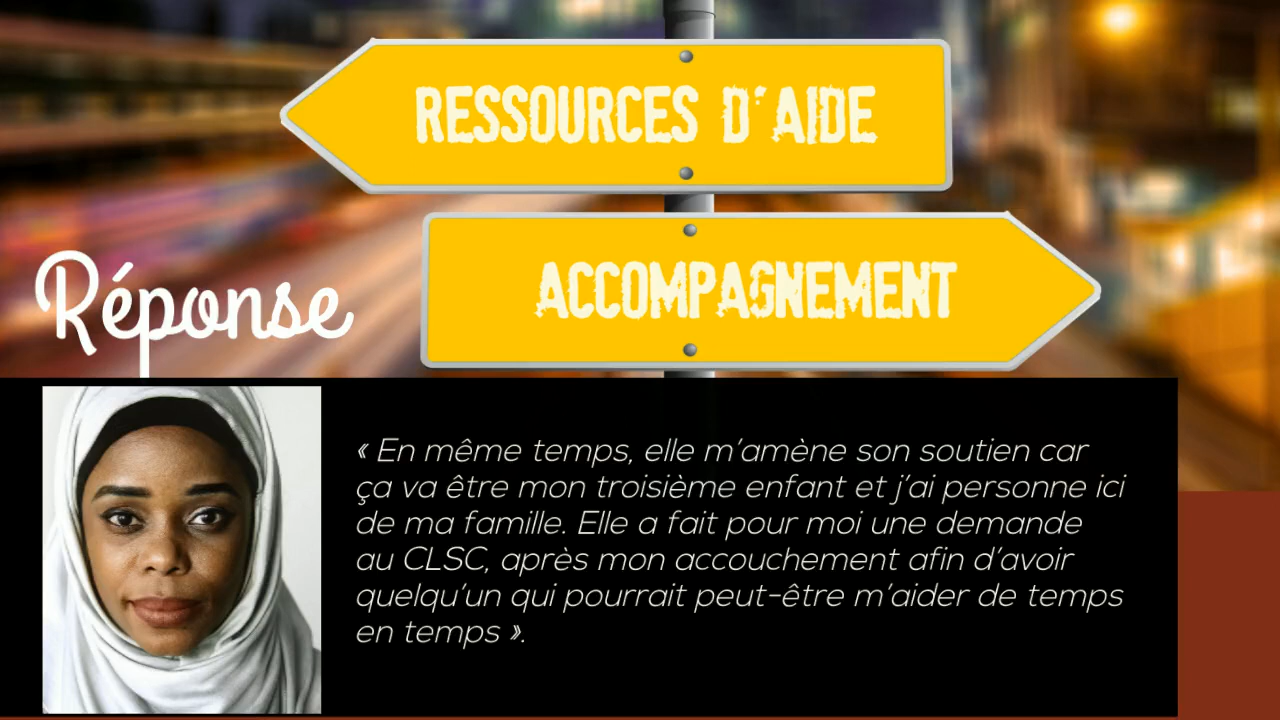 RESSOURCES D'AIDE
ACCOMPAGNEMENT
Réponse
« En même temps, elle m'amène son soutien car
ça va être mon troisième enfant et j'ai personne ici
de ma famille. Elle a fait pour moi une demande
au CLSC, après mon accouchement afin d'avoir
quelqu'un qui pourrait peut-être m'aider de temps
en temps ».